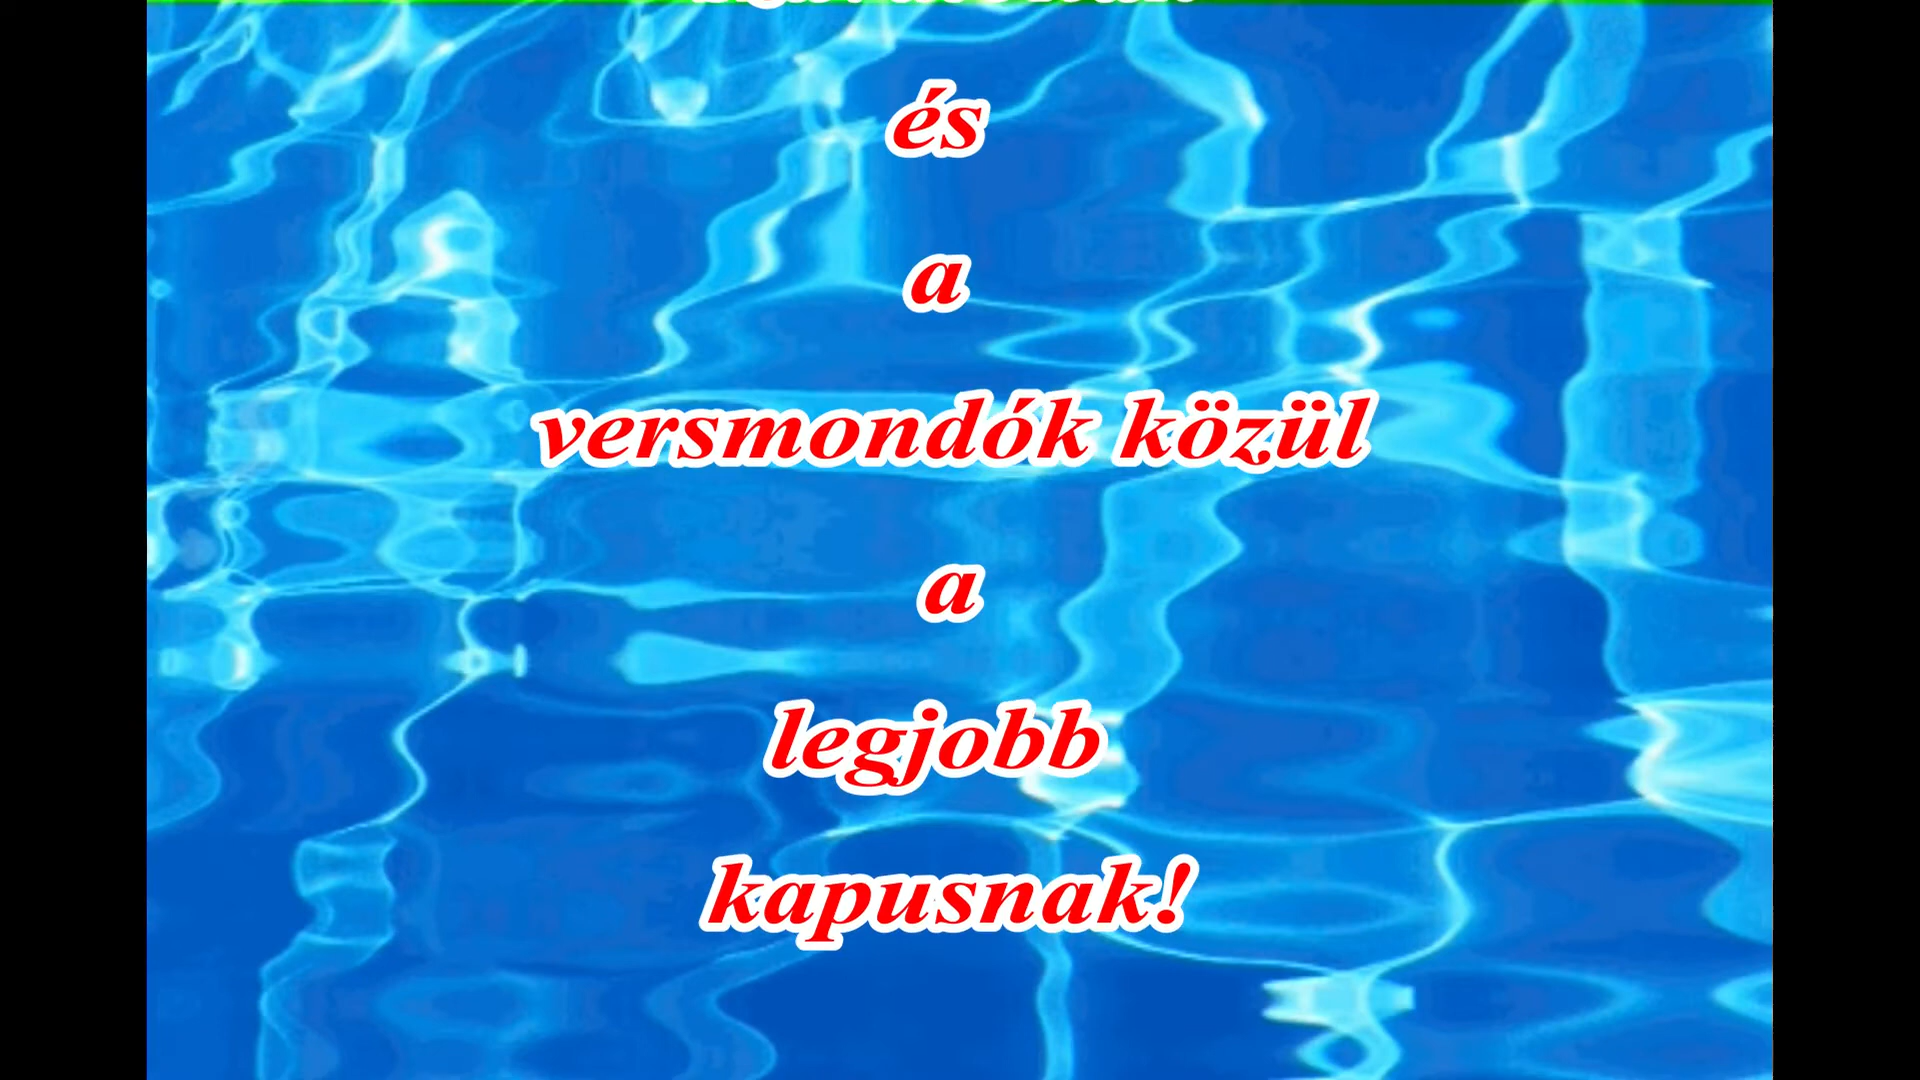 és
a
versmondók közül
a
legjobb
kapusnak!